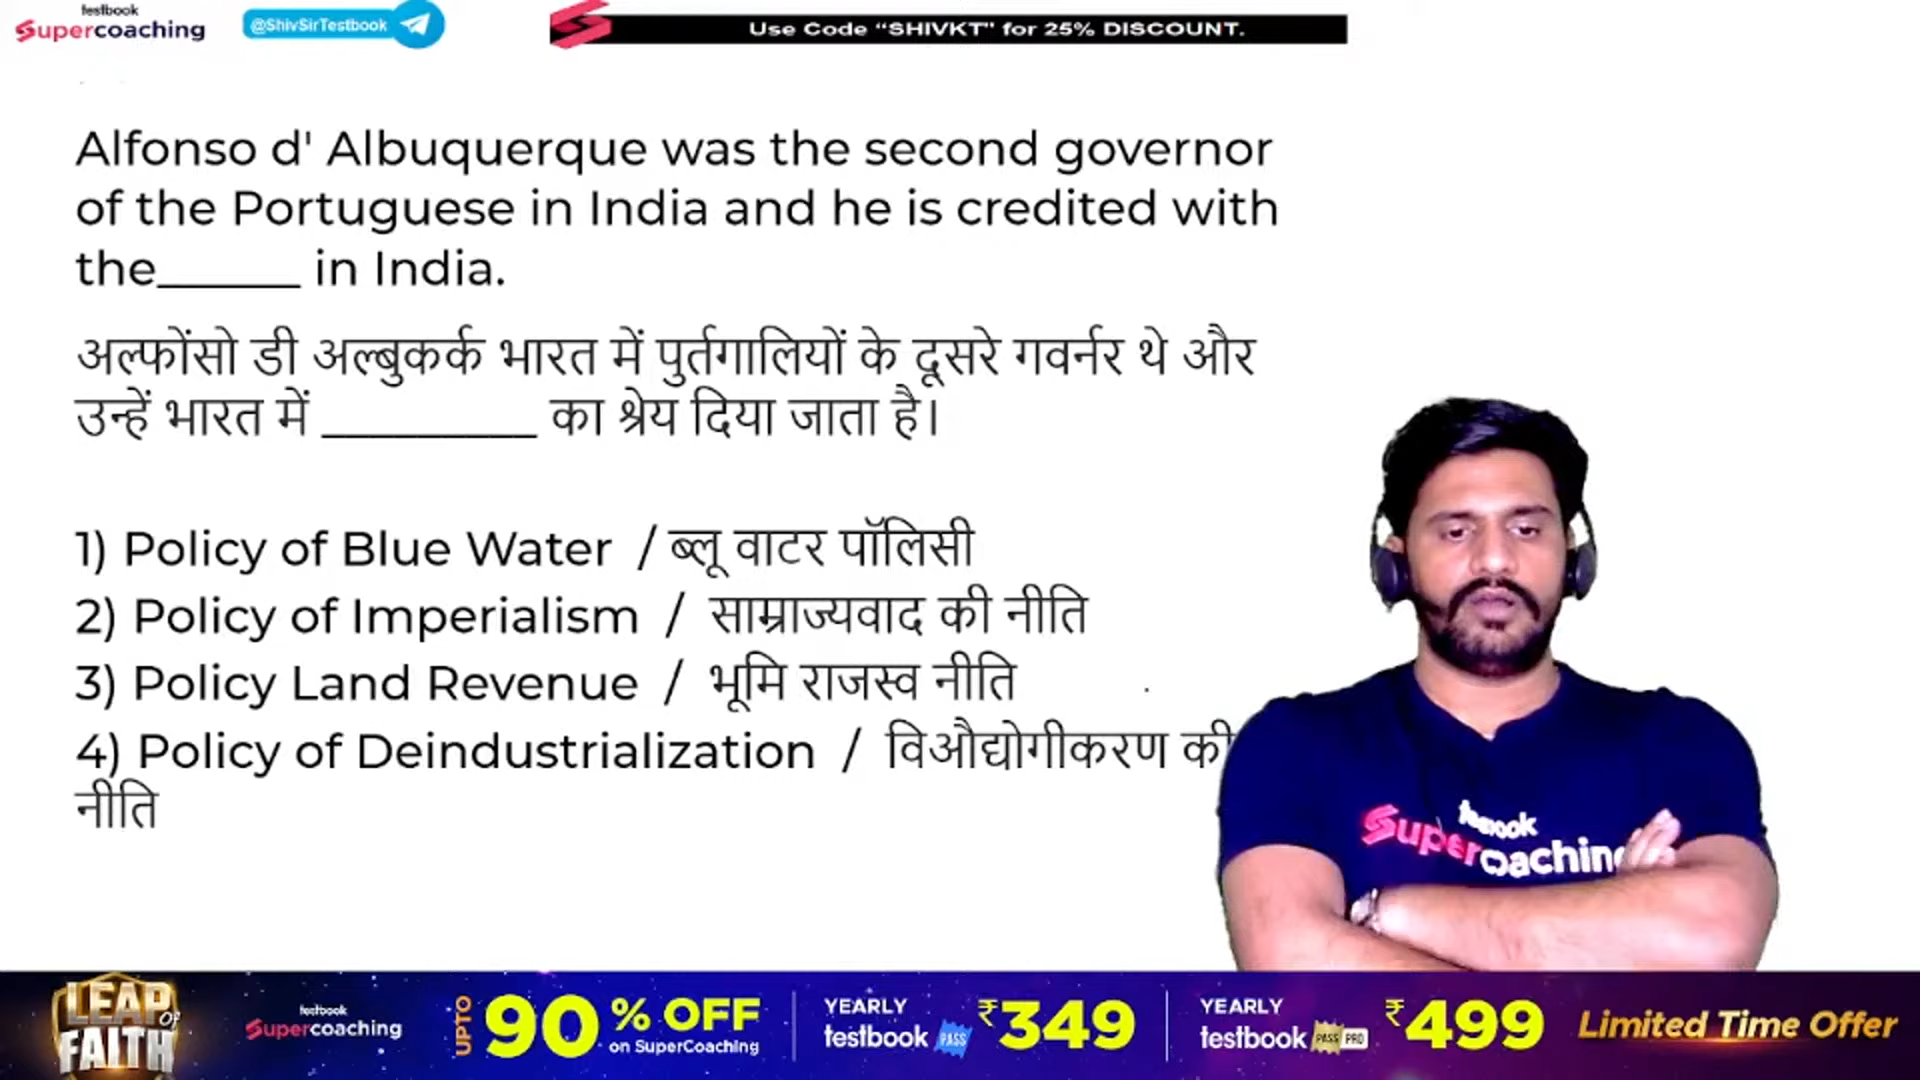 testbook
Supercoaching
@ShivSirTestbook
Use Code “SHIVKT” for 25% DISCOUNT.
Alfonso d' Albuquerque was the second governor
of the Portuguese in India and he is credited with
the______ in India.
अल्फोंसो डी अल्बुकर्क भारत में पुर्तगालियों के दूसरे गवर्नर थे और
उन्हें भारत में _________ का श्रेय दिया जाता है।
1) Policy of Blue Water / ब्लू वाटर पॉलिसी
2) Policy of Imperialism / साम्राज्यवाद की नीति
3) Policy Land Revenue / भूमि राजस्व नीति
4) Policy of Deindustrialization / विऔद्योगीकरण की
नीति
testbook
Supercoaching
LEAP OF
FAITH
testbook
Supercoaching
UPTO 90% OFF
on SuperCoaching
YEARLY
testbook PASS
₹349
YEARLY
testbook PASS PRO
₹499
Limited Time Offer